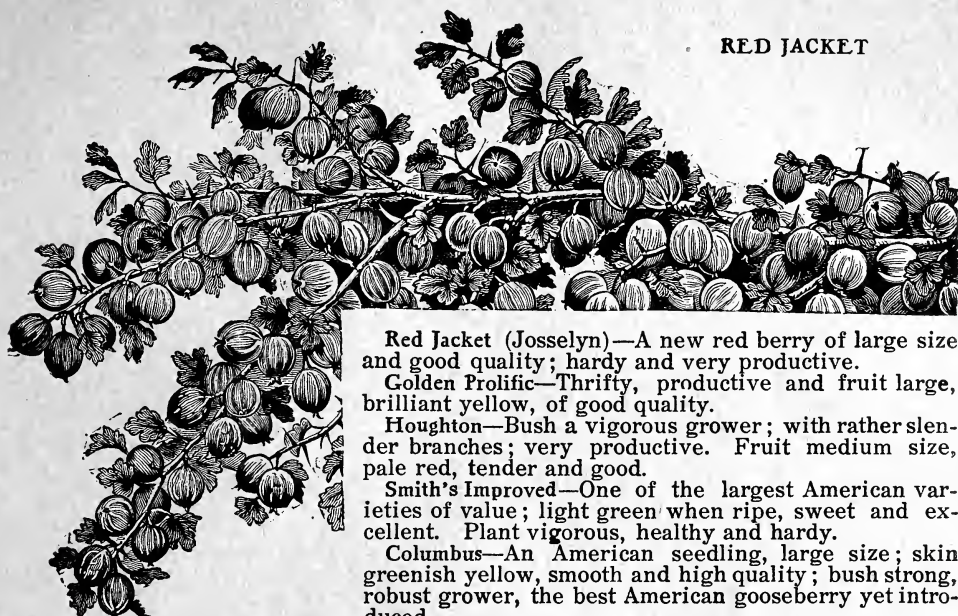 RED JACKET
Red Jacket (Josselyn)—A new red berry of large size
and good quality; hardy and very productive.
Golden Prolific—Thrifty, productive and fruit large,
brilliant yellow, of good quality.
Houghton—Bush a vigorous grower; with rather slen-
der branches; very productive. Fruit medium size,
pale red, tender and good.
Smith's Improved—One of the largest American var-
ieties of value; light green when ripe, sweet and ex-
cellent. Plant vigorous, healthy and hardy.
Columbus—An American seedling, large size; skin
greenish yellow, smooth and high quality; bush strong,
robust grower, the best American gooseberry yet intro-
duced